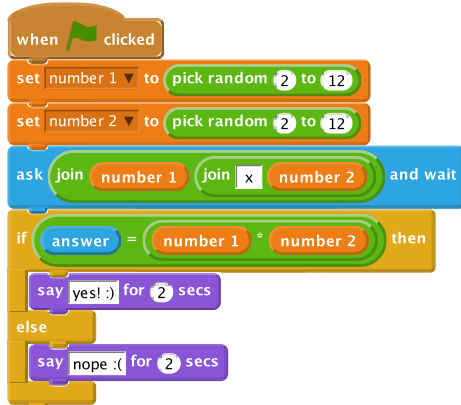 when clicked
set number 1 ▼ to pick random 2 to 12
set number 2 ▼ to pick random 2 to 12
ask join number 1 join x number 2 and wait
if answer = number 1 * number 2 then
say yes! :) for 2 secs
else
say nope :( for 2 secs